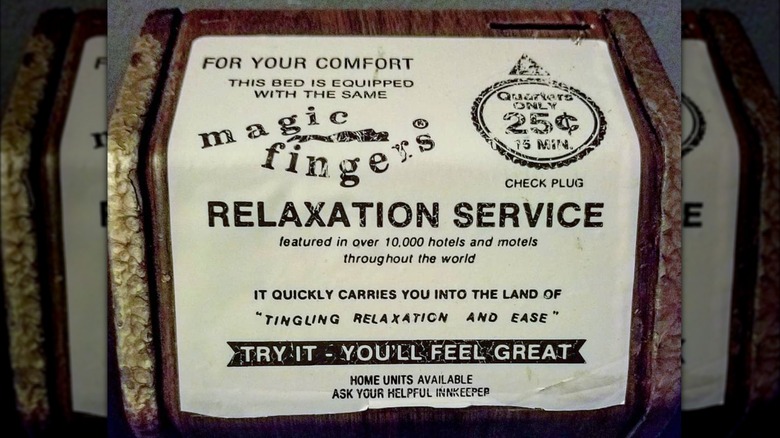 FOR YOUR COMFORT
THIS BED IS EQUIPPED
WITH THE SAME
magic
fingers®
Quarters
ONLY
25¢
15 MIN.
CHECK PLUG
RELAXATION SERVICE
featured in over 10,000 hotels and motels
throughout the world
IT QUICKLY CARRIES YOU INTO THE LAND OF
"TINGLING RELAXATION AND EASE"
TRY IT - YOU'LL FEEL GREAT
HOME UNITS AVAILABLE
ASK YOUR HELPFUL INNKEEPER